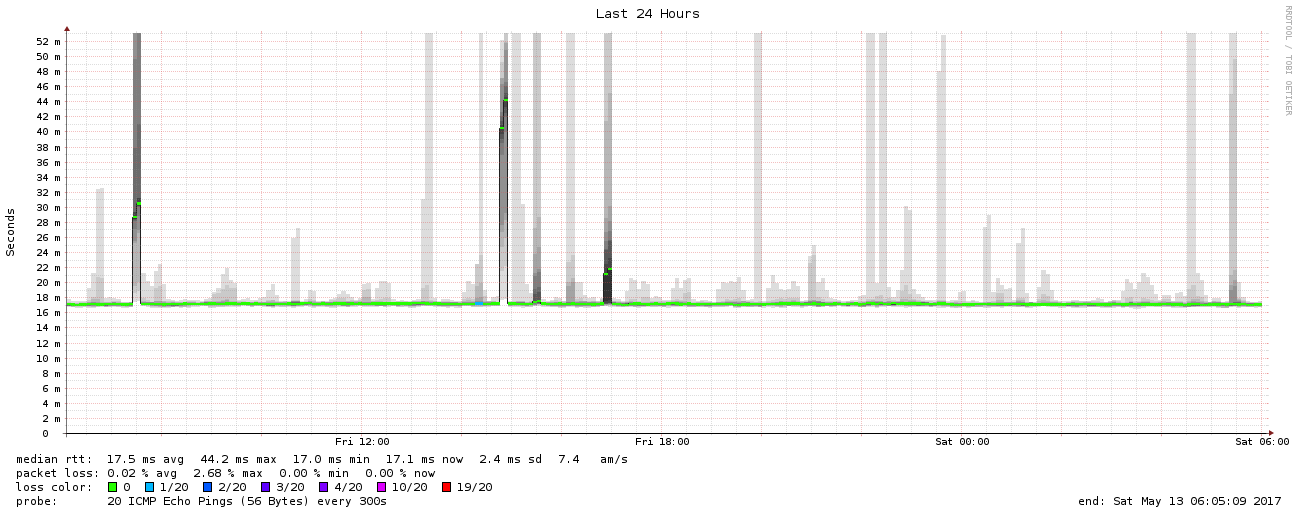 Last 24 Hours
RRDTOOL / TOBI OETIKER
Seconds
52 m
50 m
48 m
46 m
44 m
42 m
40 m
38 m
36 m
34 m
32 m
30 m
28 m
26 m
24 m
22 m
20 m
18 m
16 m
14 m
12 m
10 m
8 m
6 m
4 m
2 m
0
Fri 12:00 Fri 18:00 Sat 00:00 Sat 06:00
median rtt: 17.5 ms avg 44.2 ms max 17.0 ms min 17.1 ms now 2.4 ms sd 7.4 am/s
packet loss: 0.02 % avg 2.68 % max 0.00 % min 0.00 % now
loss color: 0 1/20 2/20 3/20 4/20 10/20 19/20
probe: 20 ICMP Echo Pings (56 Bytes) every 300s end: Sat May 13 06:05:09 2017